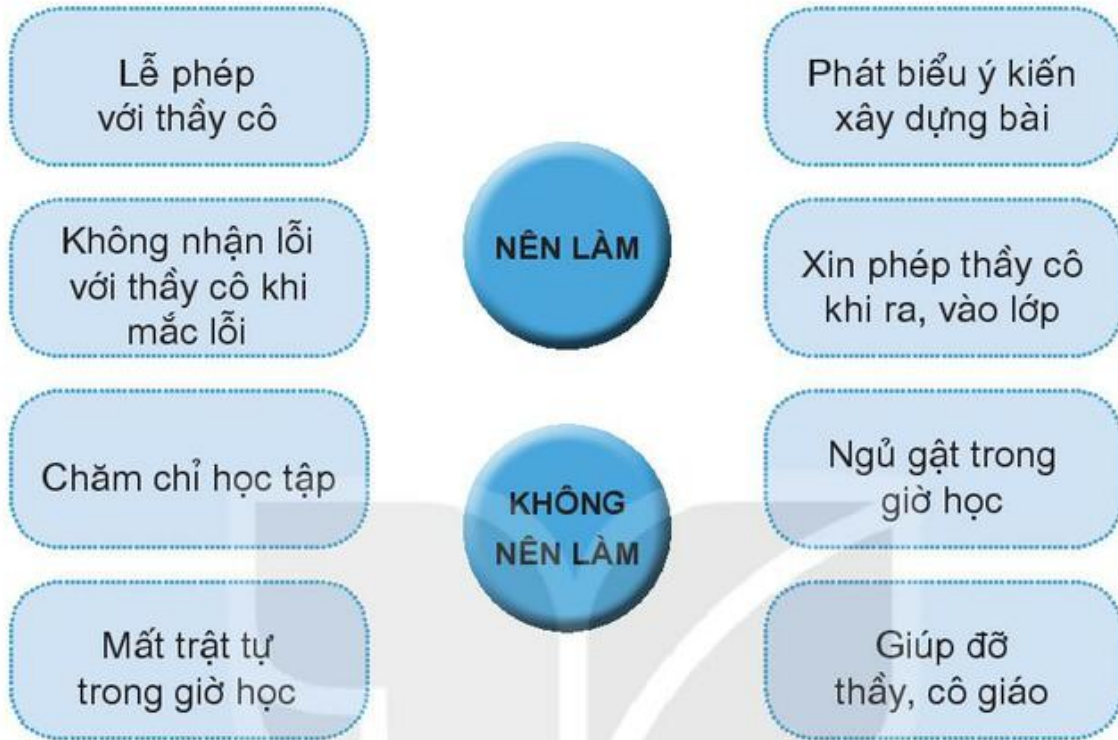 Lễ phép
với thầy cô
Không nhận lỗi
với thầy cô khi
mắc lỗi
Chăm chỉ học tập
Mất trật tự
trong giờ học
NÊN LÀM
KHÔNG
NÊN LÀM
Phát biểu ý kiến
xây dựng bài
Xin phép thầy cô
khi ra, vào lớp
Ngủ gật trong
giờ học
Giúp đỡ
thầy, cô giáo